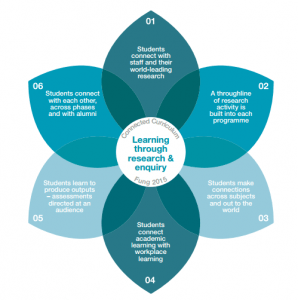 01
Students
connect with
staff and their
world-leading
research
02
A throughline
of research
activity is
built into each
programme
03
Students make
connections
across subjects
and out to the
world
04
Students
connect
academic
learning with
workplace
learning
05
Students learn to
produce outputs
– assessments
directed at an
audience
06
Students connect
with each other,
across phases
and with alumni
Connected Curriculum
Learning
through
research &
enquiry
Fung 2015